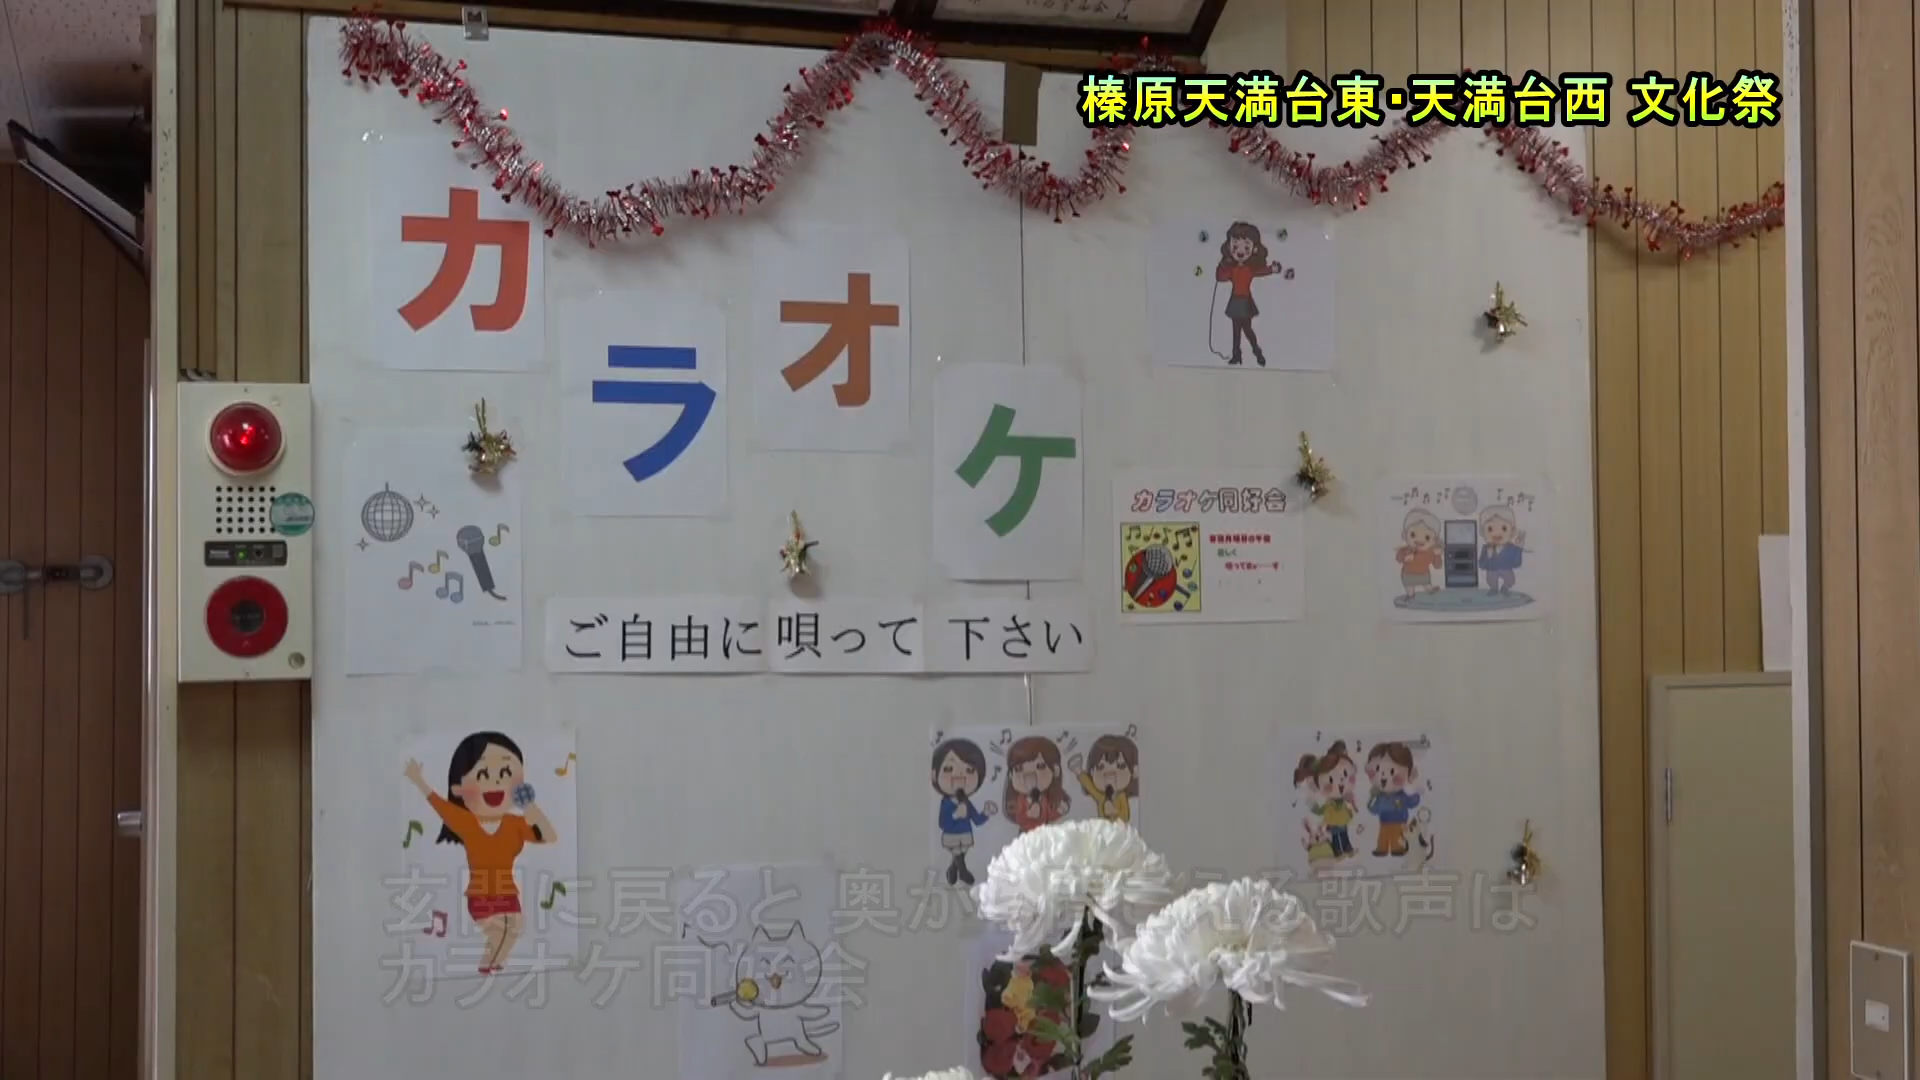 榛原天満台東・天満台西 文化祭
カラオケ
カラオケ同好会
ご自由に唄って下さい
玄関に戻ると 奥から聞こえる歌声は
カラオケ同好会